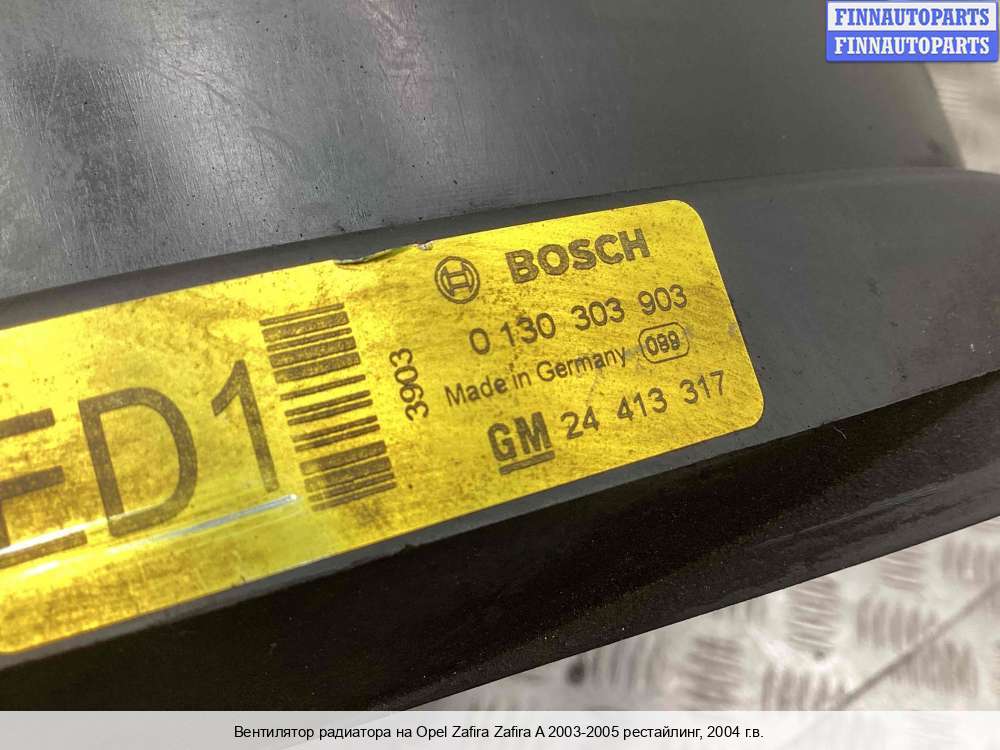 FINNAUTOPARTS
FINNAUTOPARTS
BOSCH
0 130 303 903
Made in Germany 099
GM 24 413 317
3903
ED1
Вентилятор радиатора на Opel Zafira Zafira A 2003-2005 рестайлинг, 2004 г.в.